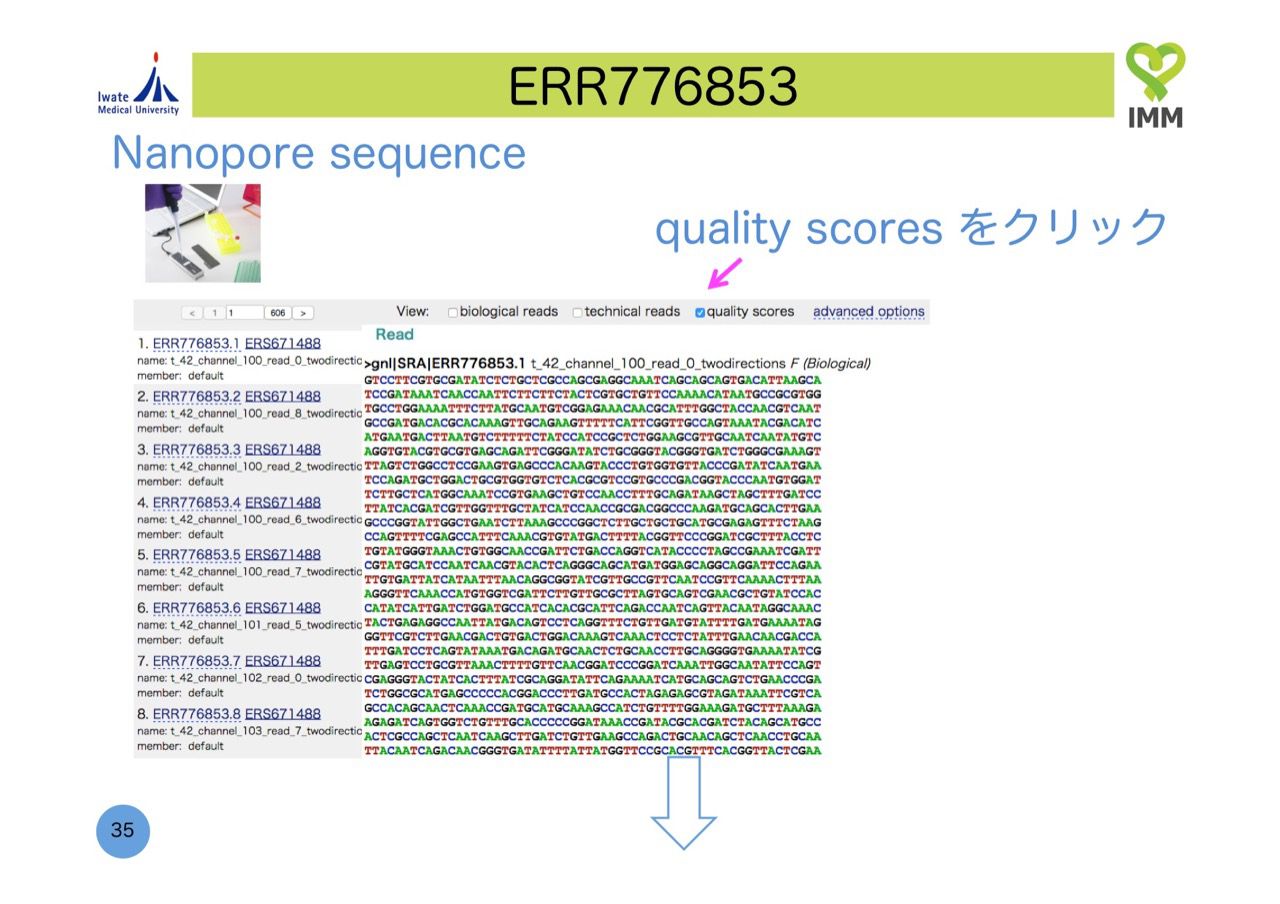 Iwate
Medical University
ERR776853
IMM
Nanopore sequence
quality scores をクリック
< 1 1 606 >
View: biological reads technical reads quality scores advanced options
1. ERR776853.1 ERS671488
name: t_42_channel_100_read_0_twodirectio
member: default
2. ERR776853.2 ERS671488
name: t_42_channel_100_read_8_twodirectio
member: default
3. ERR776853.3 ERS671488
name: t_42_channel_100_read_2_twodirectio
member: default
4. ERR776853.4 ERS671488
name: t_42_channel_100_read_6_twodirectio
member: default
5. ERR776853.5 ERS671488
name: t_42_channel_100_read_7_twodirectio
member: default
6. ERR776853.6 ERS671488
name: t_42_channel_101_read_5_twodirectio
member: default
7. ERR776853.7 ERS671488
name: t_42_channel_102_read_0_twodirectio
member: default
8. ERR776853.8 ERS671488
name: t_42_channel_103_read_7_twodirectio
member: default
Read
>gnl|SRA|ERR776853.1 t_42_channel_100_read_0_twodirections F (Biological)
GTCCTTCGTGCGATATCTCTGCTCGCCAGCGAGGCAAATCAGCAGCAGTGACATTAAGCA
TCCGATAAATCAACCAATTCTTCTTCTACTCGTGCTGTTCCAAAACATAATGCCGCGTGG
TGCCTGGAAAATTTCTTATGCAATGTCGGAGAAACAACGCATTTGGCTACCAACGTCAAT
GCCGATGACACGCACAAAGTTGCAGAAGTTTTTCATTCGGTTGCCAGTAAATACGACATC
ATGAATGACTTAATGTCTTTTTCTATCCATCCGCTCTGGAAGCGTTGCAATCAATATGTC
AGGTGTACGTGCGTGAGCAGATTCGGGATATCTGCGGGTACGGGTGATCTGGGCGAAAGT
TTAGTCTGGCCTCCGAAGTGAGCCCACAAGTACCCTGTGGTGTTACCCGATATCAATGAA
TCCAGATGCTGGACTGCGTGGTGTCTCACGCGTCCGTGCCCGACGGTACCCAATGTGGAT
TCTTGCTCATGGCAAATCCGTGAAGCTGTCCAACCTTTGCAGATAAGCTAGCTTTGATCC
TTATCACGATCGTTGGTTTGCTATCATCCAACCGCGACGGCCCAAGATGCAGCACTTGAA
GCCCGGTATTGGCTGAATCTTAAAGCCCGGCTCTTGCTGCTGCATGCGAGAGTTTCTAAG
CCAGTTTTCGAGCCATTTCAAACGTGTATGACTTTTACGGTTCCCGGATCGCTTTACCTC
TGTATGGGTAAACTGTGGCAACCGATTCTGACCAGGTCATACCCCTAGCCGAAATCGATT
CGTATGCATCCAATCAACGTACACTCAGGGCAGCATGATGGAGCAGGCAGGATTCCAGAA
TTGTGATTATCATAATTTAACAGGCGGTATCGTTGCCGTTCAATCCGTTCAAAACTTTAA
AGGGTTCAAACCATGTGGTCGATTCTTGTTGCGCTTAGTGCAGTCGAACGCTGTATCCAC
CATATCATTGATCTGGATGCCATCACACGCATTCAGACCAATCAGTTACAATAGGCAAAC
TACTGAGAGGCCAATTATGACAGTCCTCAGGTTTCTGTTGATGTATTTTGATGAAAATAG
GGTTCGTCTTGAACGACTGTGACTGGACAAAGTCAAACTCCTCTATTTGAACAACGACCA
TTTGATCCTCAGTATAAATGACAGATGCAACTCTGCAACCTTGCAGGGGTGAAAATATCG
TTGAGTCCTGCGTTAAACTTTTGTTCAACGGATCCCGGATCAAATTGGCAATATTCCAGT
CGAGGGTACTATCACTTTATCGCAGGATATTCAGAAAATCATGCAGCAGTCTGAACCCGA
TCTGGCGCATGAGCCCCCACGGACCCTTGATGCCACTAGAGAGCGTAGATAAATTCGTCA
GCCACAGCAACTCAAACCGATGCATGCAAAGCCATCTGTTTTGGAAAGATGCTTTAAAGA
AGAGATCAGTGGTCTGTTTGCACCCCCGGATAAACCGATACGCACGATCTACAGCATGCC
ACTCGCCAGCTCAATCAAGCTTGATCTGTTGAAGCCAGACTGCAACAGCTCAACCTGCAA
TTACAATCAGACAACGGGTGATATTTTATTATGGTTCCGCACGTTTCACGGTTACTCGAA
35